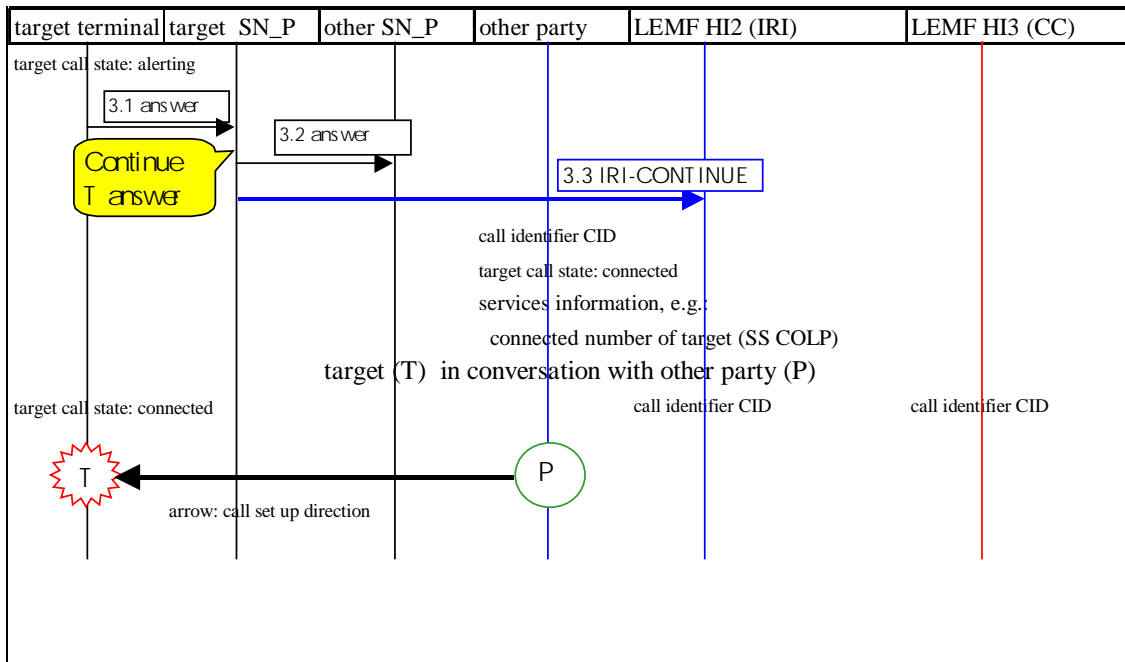 target terminal target SN_P other SN_P other party LEMF HI2 (IRI) LEMF HI3 (CC)
target call state: alerting
3.1 answer
3.2 answer
Continue
T answer
3.3 IRI-CONTINUE
call identifier CID
target call state: connected
services information, e.g.:
connected number of target (SS COLP)
target (T) in conversation with other party (P)
target call state: connected call identifier CID call identifier CID
T P
arrow: call set up direction